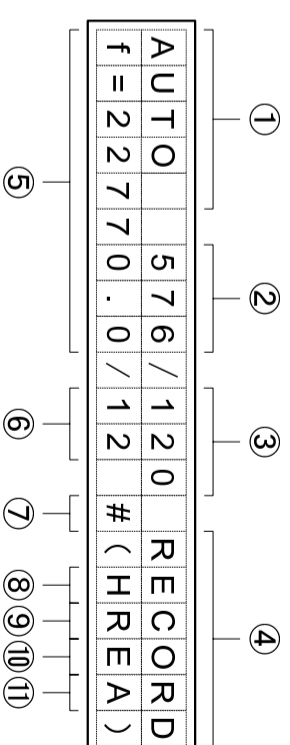 ① ② ③ ④
AUTO  576/120 RECORD
f=22770.0/12 #(HREA)
⑤ ⑥ ⑦ ⑧ ⑨ ⑩ ⑪